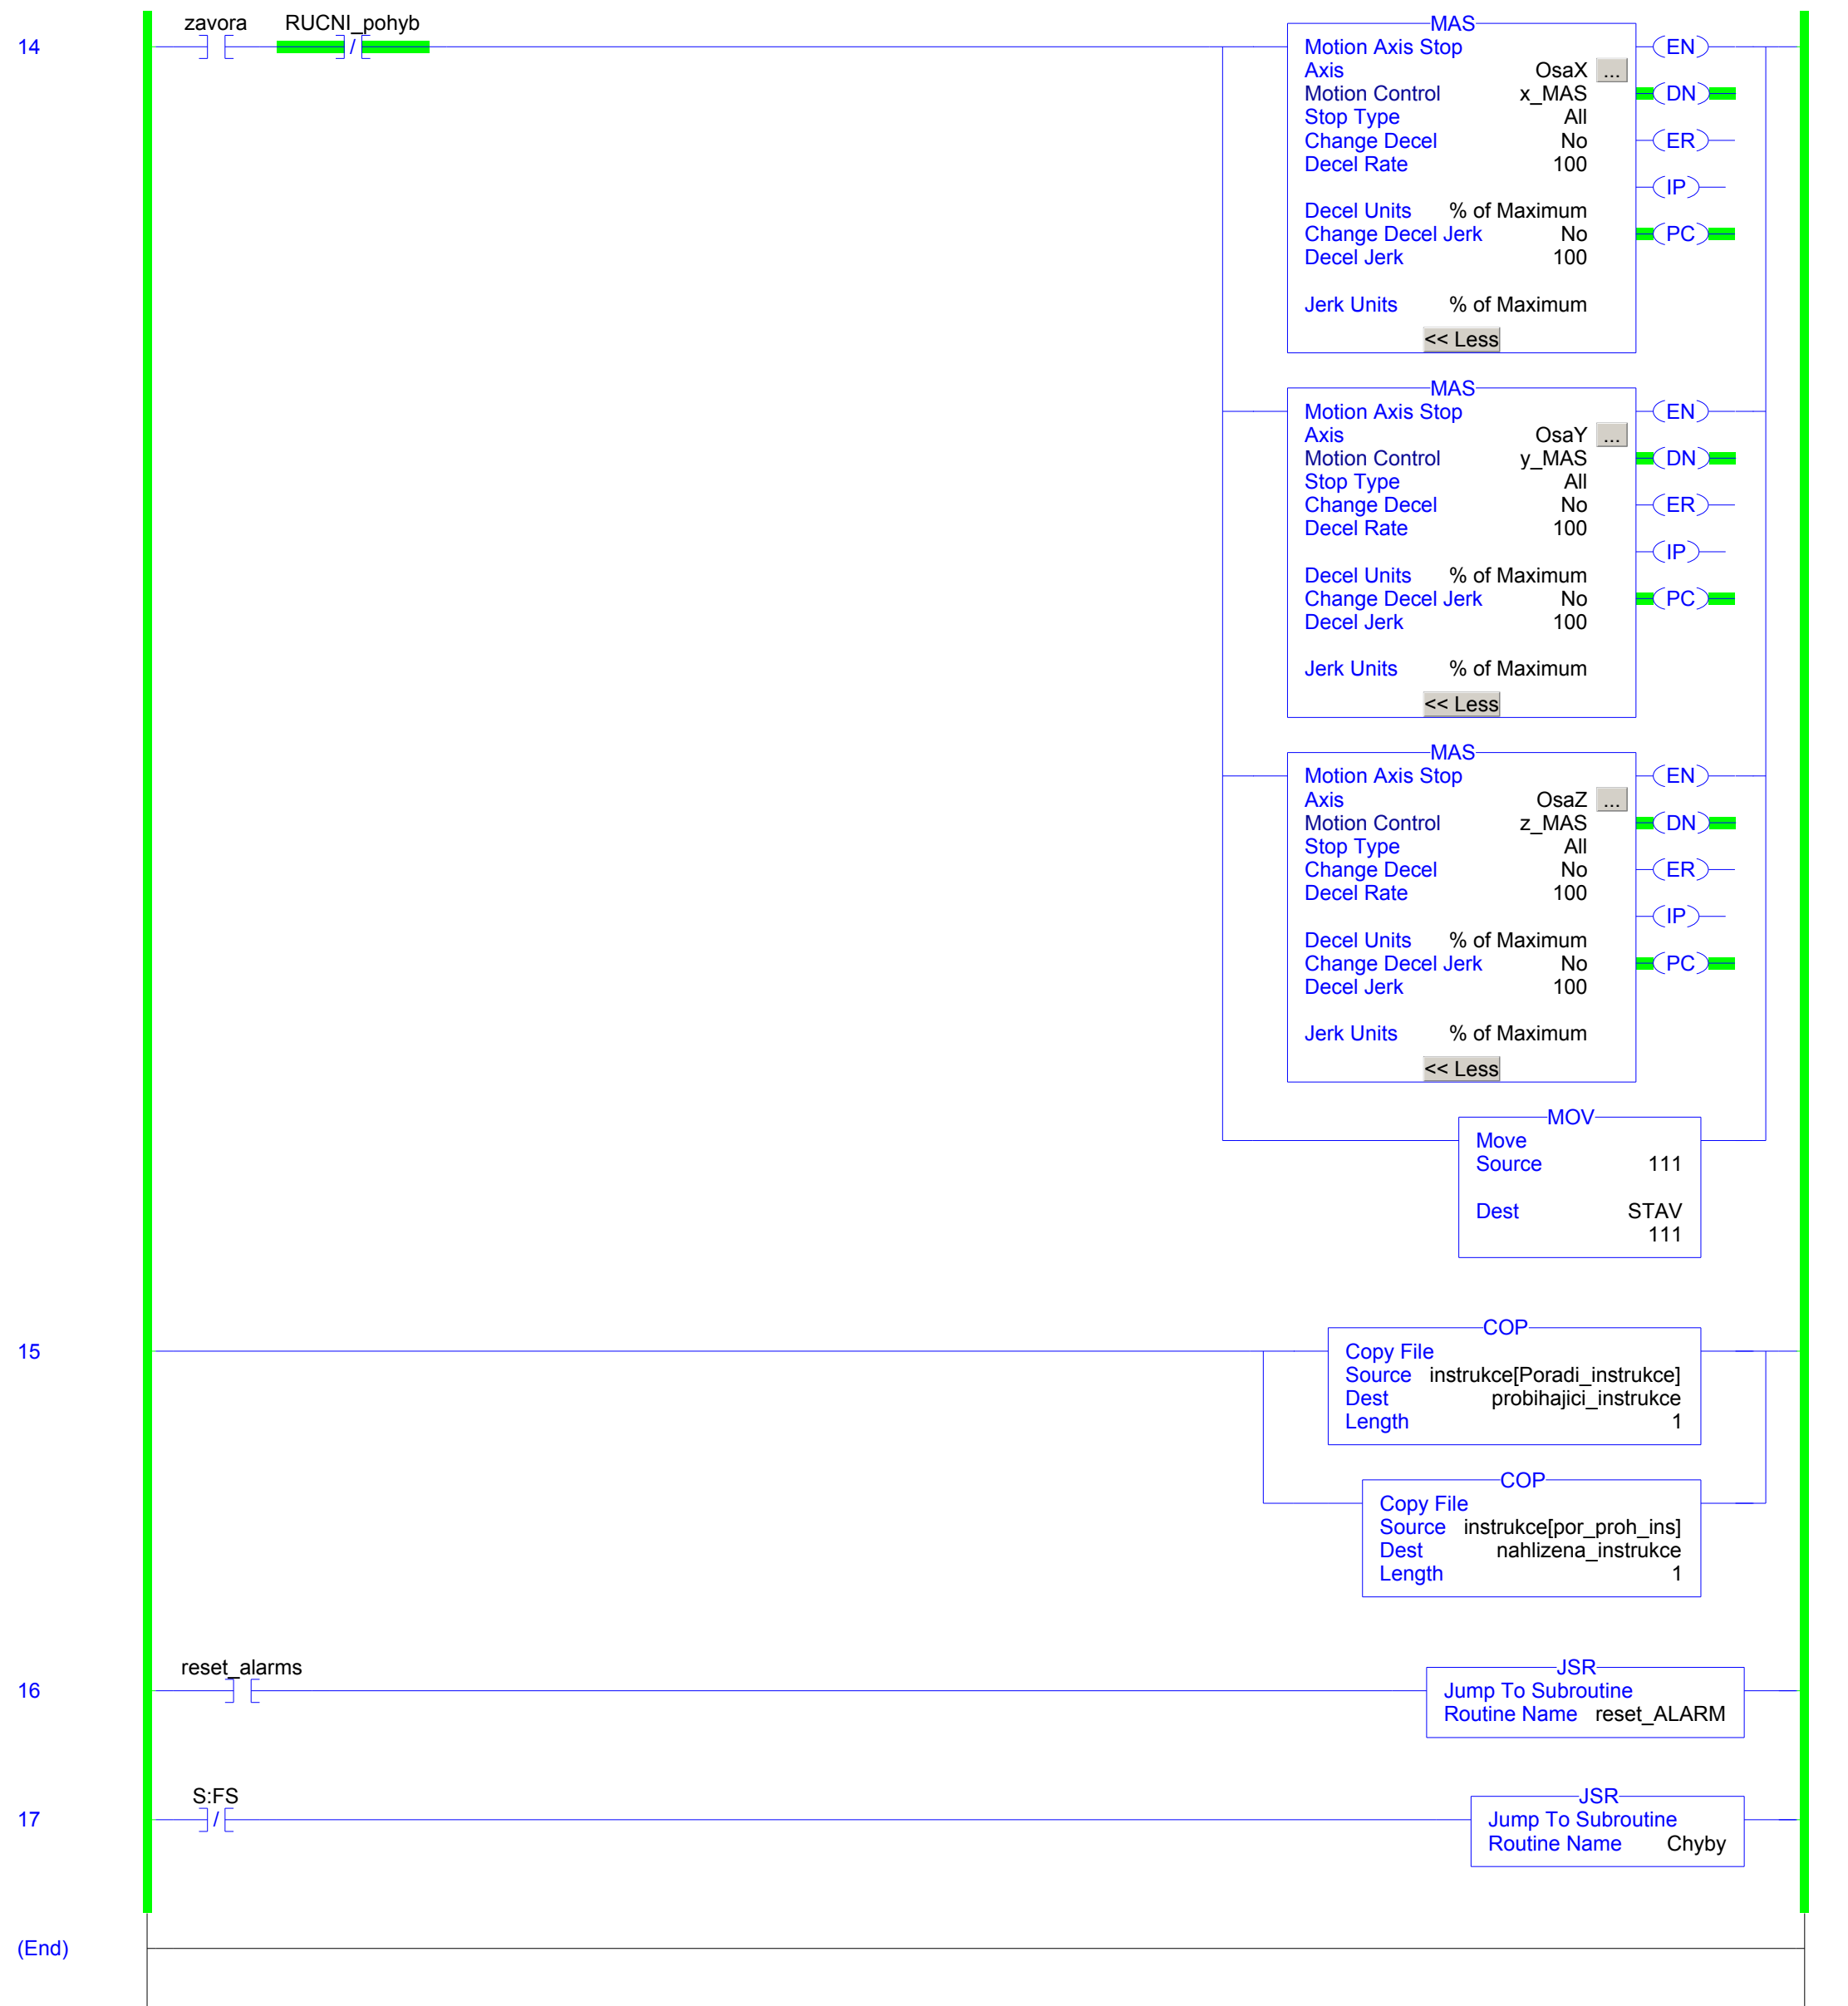 14
zavora RUCNI_pohyb
/
MAS
Motion Axis Stop
Axis OsaX ...
Motion Control x_MAS
Stop Type All
Change Decel No
Decel Rate 100
Decel Units % of Maximum
Change Decel Jerk No
Decel Jerk 100
Jerk Units % of Maximum
<< Less
EN
DN
ER
IP
PC
MAS
Motion Axis Stop
Axis OsaY ...
Motion Control y_MAS
Stop Type All
Change Decel No
Decel Rate 100
Decel Units % of Maximum
Change Decel Jerk No
Decel Jerk 100
Jerk Units % of Maximum
<< Less
EN
DN
ER
IP
PC
MAS
Motion Axis Stop
Axis OsaZ ...
Motion Control z_MAS
Stop Type All
Change Decel No
Decel Rate 100
Decel Units % of Maximum
Change Decel Jerk No
Decel Jerk 100
Jerk Units % of Maximum
<< Less
EN
DN
ER
IP
PC
MOV
Move
Source 111
Dest STAV
111
15
COP
Copy File
Source instrukce[Poradi_instrukce]
Dest probihajici_instrukce
Length 1
COP
Copy File
Source instrukce[por_proh_ins]
Dest nahlizena_instrukce
Length 1
16
reset_alarms
JSR
Jump To Subroutine
Routine Name reset_ALARM
17
S:FS
/
JSR
Jump To Subroutine
Routine Name Chyby
(End)